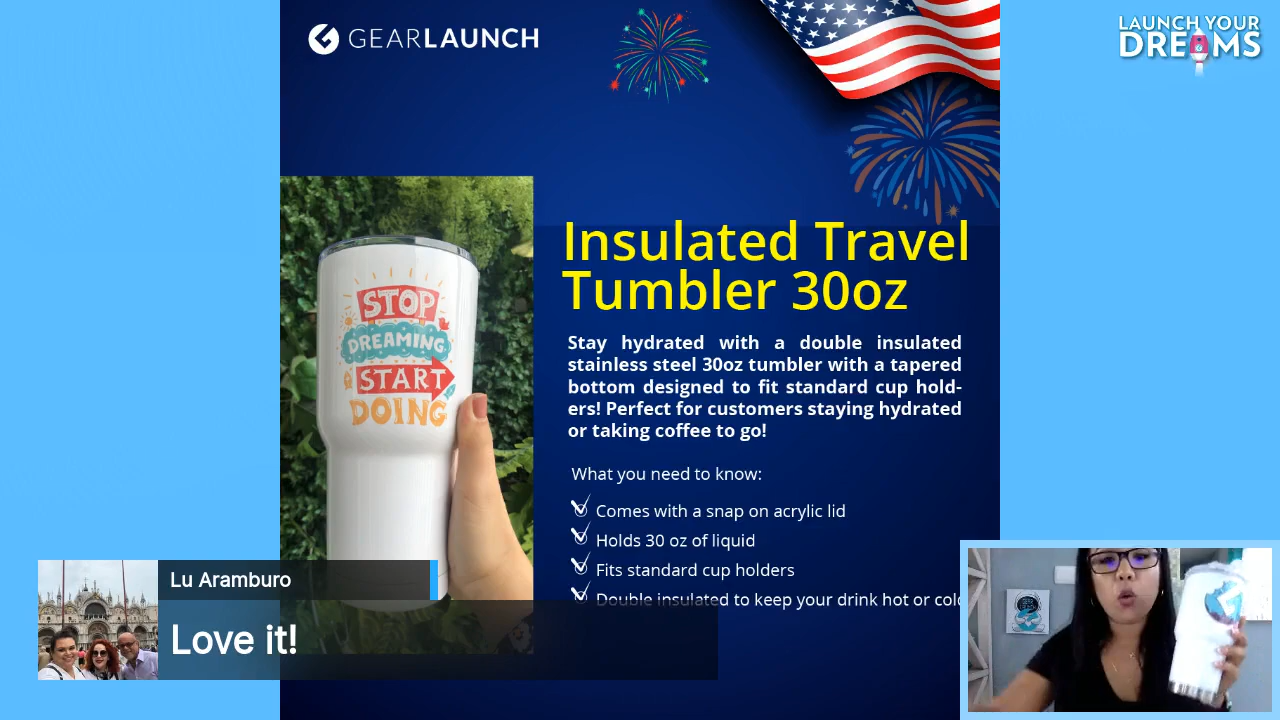 GEARLAUNCH
LAUNCH YOUR
DREAMS
Insulated Travel
Tumbler 30oz
STOP
DREAMING
START
DOING
Stay hydrated with a double insulated
stainless steel 30oz tumbler with a tapered
bottom designed to fit standard cup hold-
ers! Perfect for customers staying hydrated
or taking coffee to go!
What you need to know:
Comes with a snap on acrylic lid
Holds 30 oz of liquid
Fits standard cup holders
Double insulated to keep your drink hot or cold
Lu Aramburo
Love it!